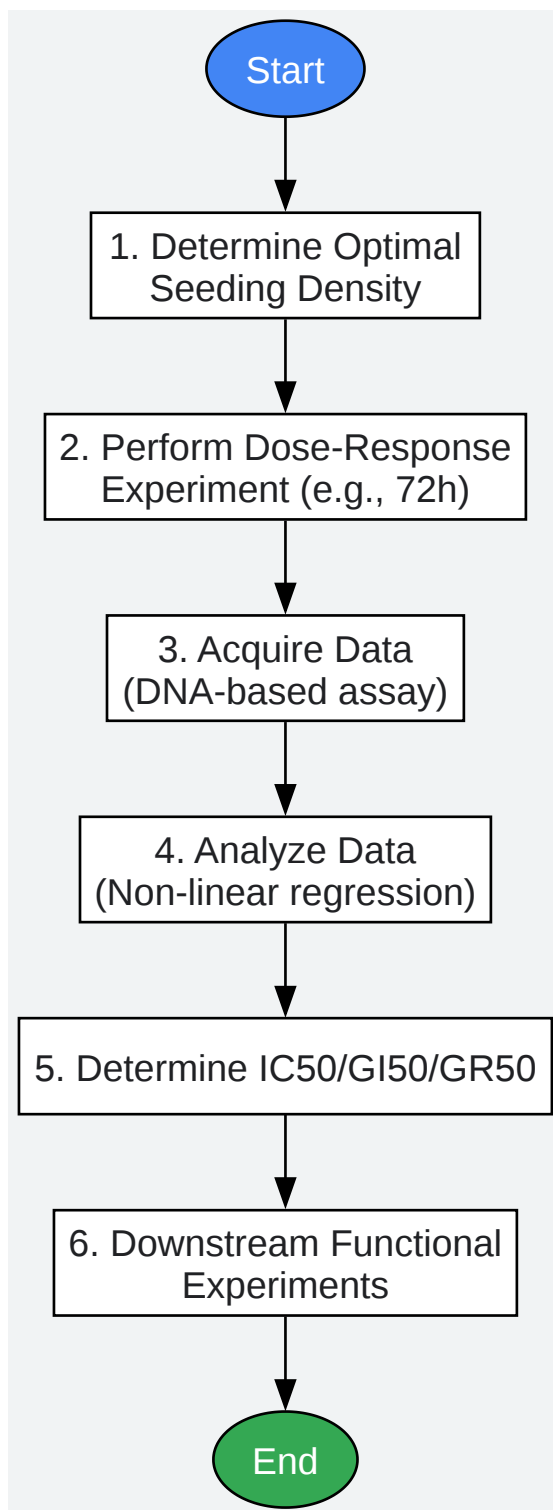 Start
1. Determine Optimal
Seeding Density
2. Perform Dose-Response
Experiment (e.g., 72h)
3. Acquire Data
(DNA-based assay)
4. Analyze Data
(Non-linear regression)
5. Determine IC50/GI50/GR50
6. Downstream Functional
Experiments
End